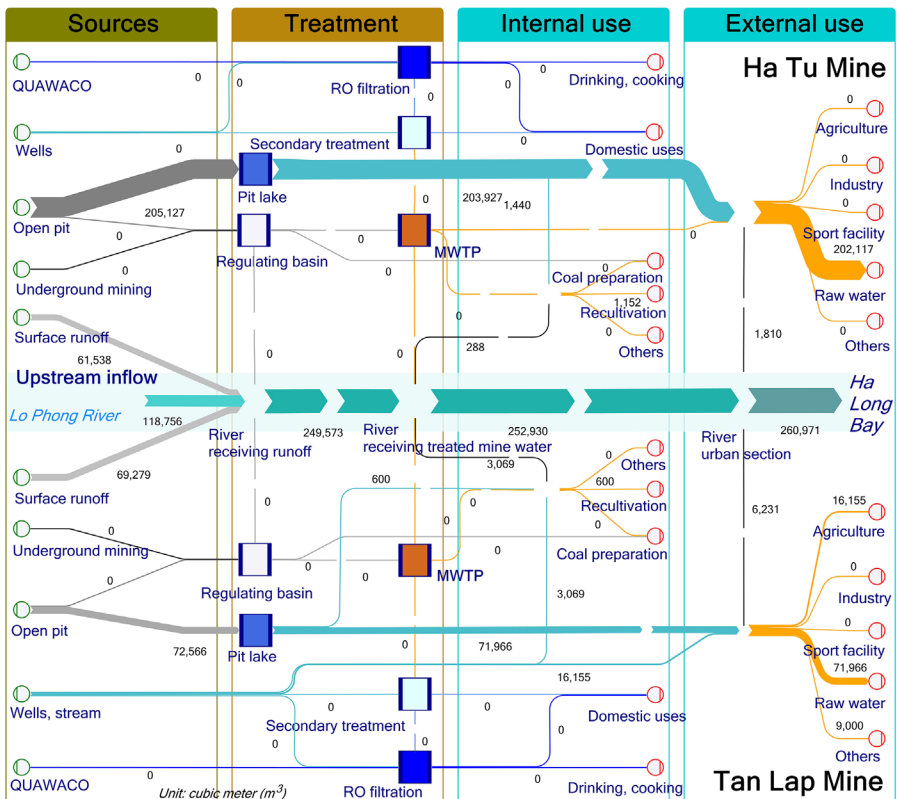 Sources
Treatment
Internal use
External use
Ha Tu Mine
QUAWACO
0
0
RO filtration
0
0
1,440
Drinking, cooking
Wells
0
Secondary treatment
0
Domestic uses
0
Agriculture
0
Industry
0
Sport facility
202,117
Raw water
0
Others
Pit lake
203,927
1,440
0
Open pit
205,127
0
Regulating basin
0
MWTP
0
Underground mining
0
0
Coal preparation
1,152
Recultivation
0
0
Others
288
0
0
1,810
Surface runoff
61,538
Upstream inflow
Lo Phong River
118,756
River
receiving runoff
249,573
River
receiving treated mine water
252,930
River
urban section
260,971
Ha
Long
Bay
69,279
Surface runoff
3,069
0
Others
600
600
Recultivation
0
0
0
Coal preparation
6,231
Underground mining
0
0
Regulating basin
0
0
0
MWTP
3,069
Open pit
72,566
Pit lake
0
71,966
16,155
Agriculture
0
Industry
0
Sport facility
71,966
Raw water
9,000
Others
16,155
Wells, stream
0
Secondary treatment
0
Domestic uses
0
0
0
QUAWACO
0
RO filtration
0
Drinking, cooking
Unit: cubic meter (m³)
Tan Lap Mine